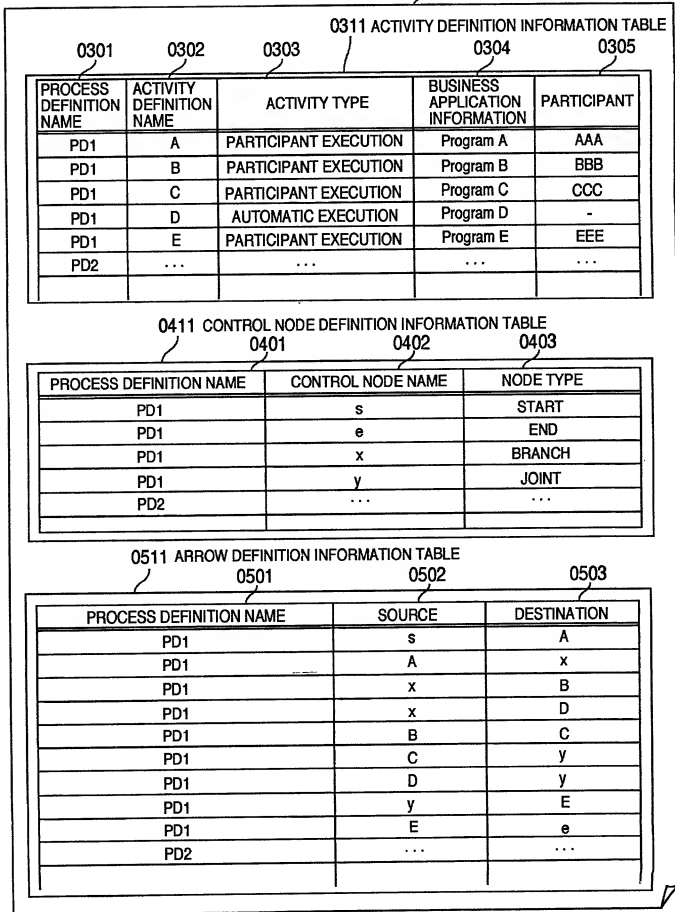 0311 ACTIVITY DEFINITION INFORMATION TABLE
0301 0302 0303 0304 0305
PROCESS DEFINITION NAME ACTIVITY DEFINITION NAME ACTIVITY TYPE BUSINESS APPLICATION INFORMATION PARTICIPANT
PD1 A PARTICIPANT EXECUTION Program A AAA
PD1 B PARTICIPANT EXECUTION Program B BBB
PD1 C PARTICIPANT EXECUTION Program C CCC
PD1 D AUTOMATIC EXECUTION Program D -
PD1 E PARTICIPANT EXECUTION Program E EEE
PD2 ... ... ... ...
0411 CONTROL NODE DEFINITION INFORMATION TABLE
0401 0402 0403
PROCESS DEFINITION NAME CONTROL NODE NAME NODE TYPE
PD1 s START
PD1 e END
PD1 x BRANCH
PD1 y JOINT
PD2 ... ...
0511 ARROW DEFINITION INFORMATION TABLE
0501 0502 0503
PROCESS DEFINITION NAME SOURCE DESTINATION
PD1 s A
PD1 A x
PD1 x B
PD1 x D
PD1 B C
PD1 C y
PD1 D y
PD1 y E
PD1 E e
PD2 ... ...